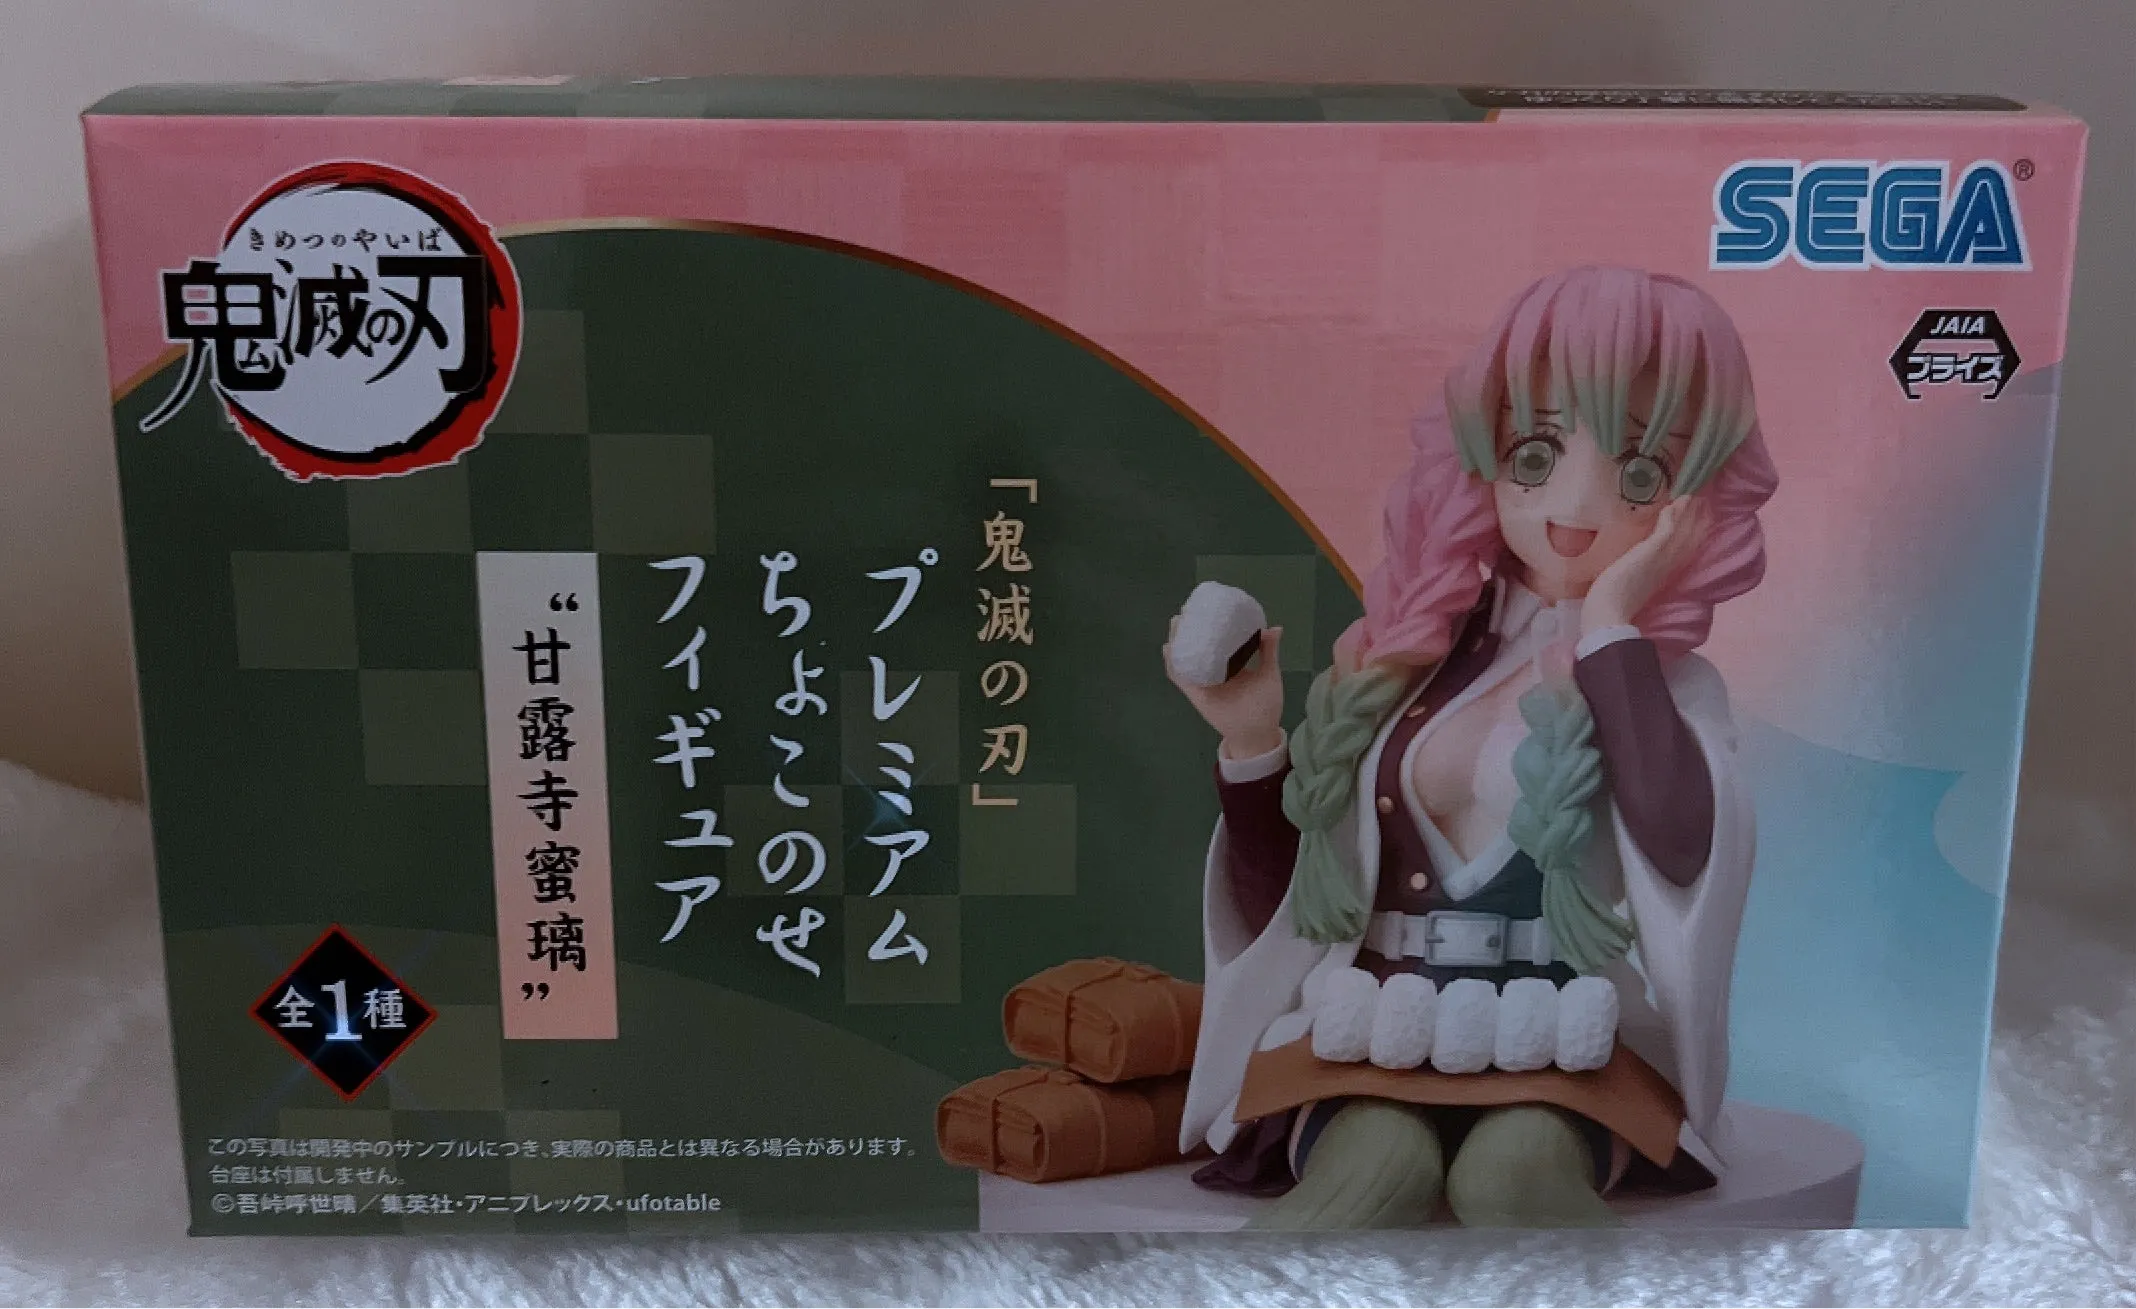 きめつのやいば
鬼滅の刃
SEGA®
JAIA
プライズ
「鬼滅の刃」
プレミアム
ちょこのせ
フィギュア
“甘露寺蜜璃”
全1種
この写真は開発中のサンプルにつき、実際の商品とは異なる場合があります。
台座は付属しません。
©吾峠呼世晴／集英社・アニプレックス・ufotable